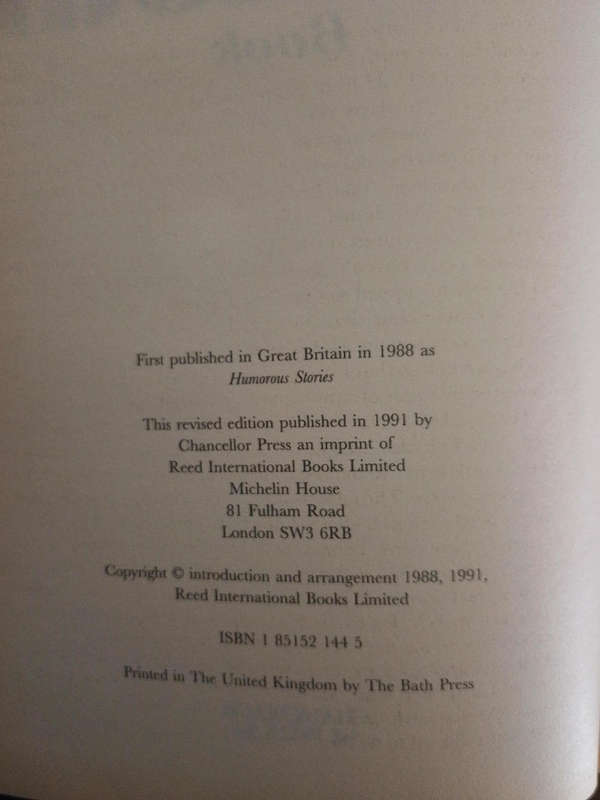 First published in Great Britain in 1988 as
Humorous Stories
This revised edition published in 1991 by
Chancellor Press an imprint of
Reed International Books Limited
Michelin House
81 Fulham Road
London SW3 6RB
Copyright © introduction and arrangement 1988, 1991,
Reed International Books Limited
ISBN 1 85152 144 5
Printed in The United Kingdom by The Bath Press